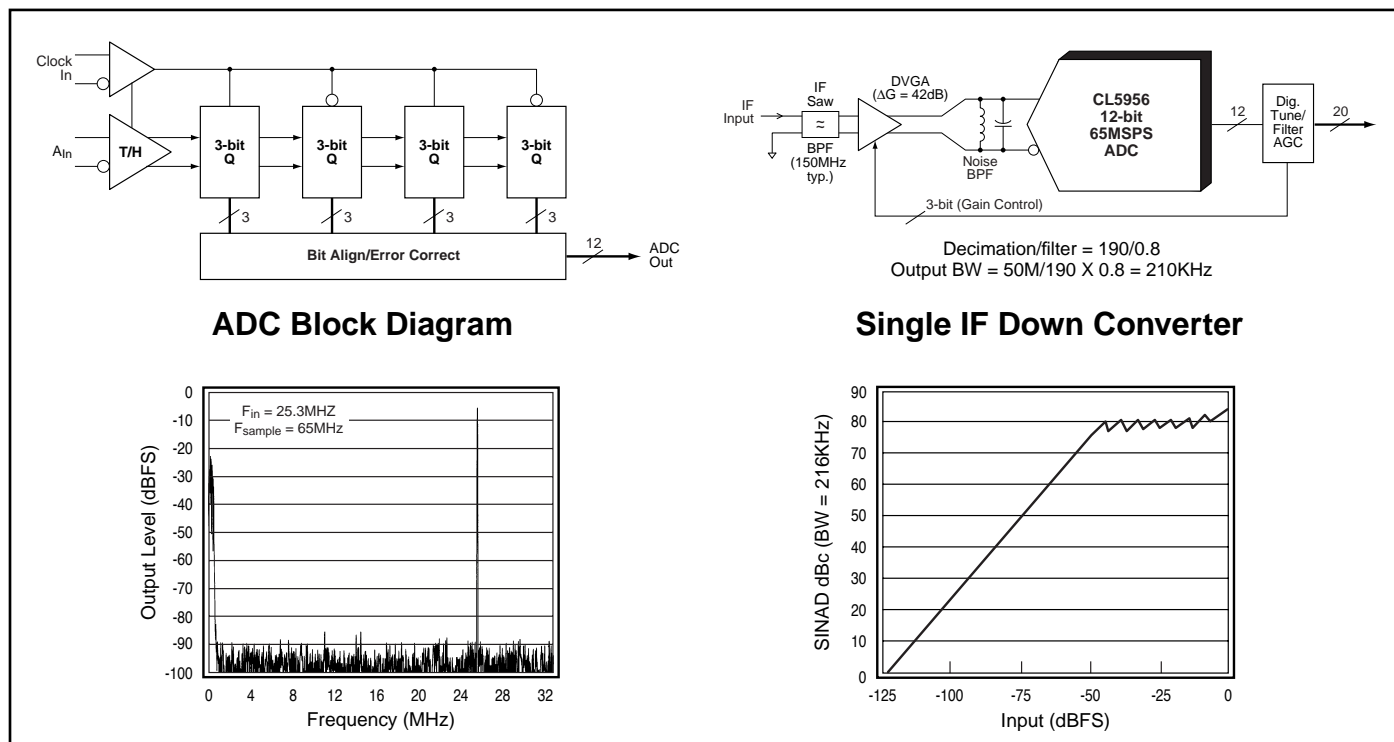 Clock
In
AIn
T/H
3-bit
Q
3-bit
Q
3-bit
Q
3-bit
Q
3
3
3
3
Bit Align/Error Correct
12
ADC
Out
ADC Block Diagram
IF
Input
IF
Saw
≈
BPF
(150MHz
typ.)
DVGA
(ΔG = 42dB)
Noise
BPF
CL5956
12-bit
65MSPS
ADC
12
Dig.
Tune/
Filter
AGC
20
3-bit (Gain Control)
Decimation/filter = 190/0.8
Output BW = 50M/190 X 0.8 = 210KHz
Single IF Down Converter
Output Level (dBFS)
0
-10
-20
-30
-40
-50
-60
-70
-80
-90
-100
Fin = 25.3MHZ
Fsample = 65MHz
0 4 8 12 16 20 24 28 32
Frequency (MHz)
SINAD dBc (BW = 216KHz)
90
80
70
60
50
40
30
20
10
0
-125 -100 -75 -50 -25 0
Input (dBFS)